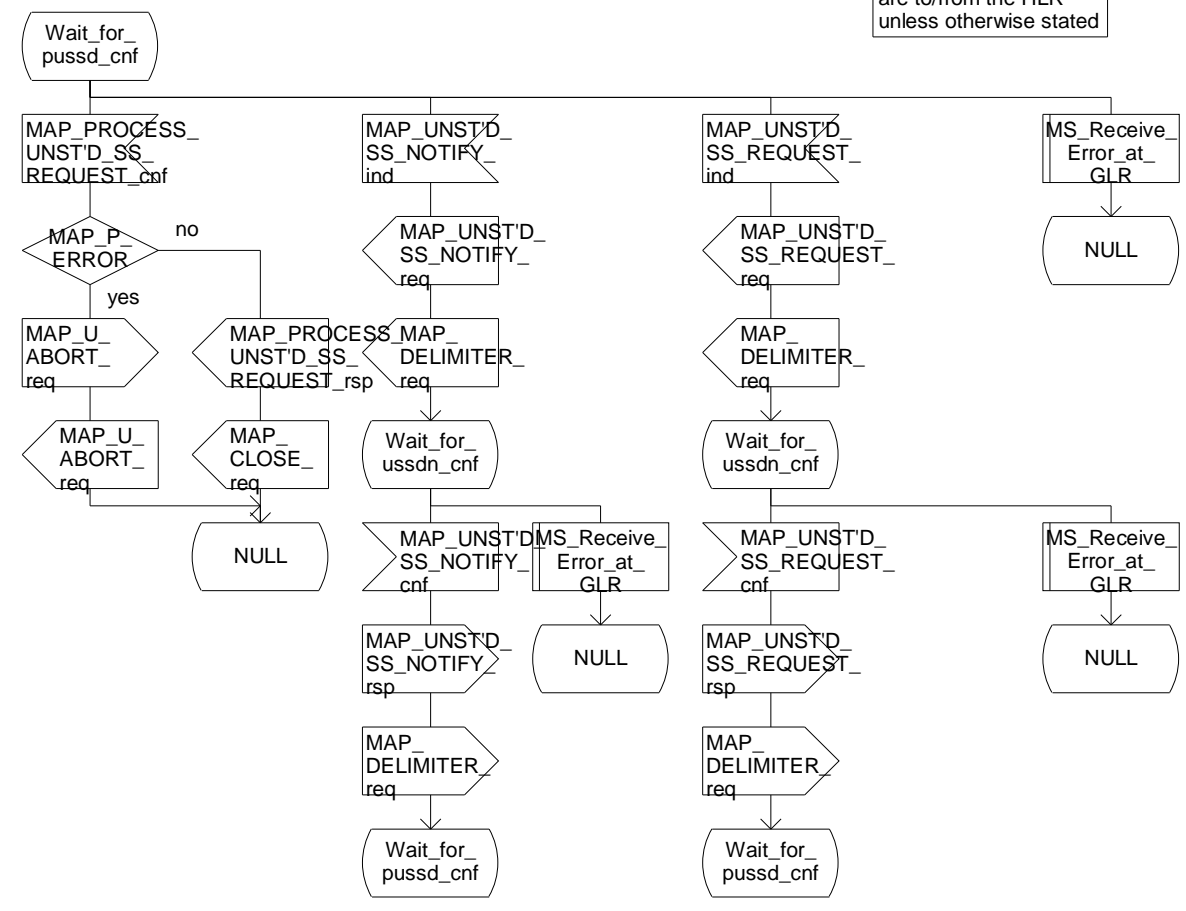 are to/from the HLR
unless otherwise stated
Wait_for_
pussd_cnf
MAP_PROCESS_
UNST'D_SS_
REQUEST_cnf
MAP_UNST'D_
SS_NOTIFY_
ind
MAP_UNST'D_
SS_REQUEST_
ind
MS_Receive_
Error_at_
GLR
MAP_P_
ERROR
no
yes
MAP_UNST'D_
SS_NOTIFY_
req
MAP_UNST'D_
SS_REQUEST_
req
NULL
MAP_U_
ABORT_
req
MAP_PROCESS_
UNST'D_SS_
REQUEST_rsp
MAP_
DELIMITER_
req
MAP_
DELIMITER_
req
MAP_U_
ABORT_
req
MAP_
CLOSE_
req
Wait_for_
ussdn_cnf
Wait_for_
ussdn_cnf
NULL
MAP_UNST'D_
SS_NOTIFY_
cnf
MS_Receive_
Error_at_
GLR
MAP_UNST'D_
SS_REQUEST_
cnf
MS_Receive_
Error_at_
GLR
MAP_UNST'D_
SS_NOTIFY_
rsp
NULL
MAP_UNST'D_
SS_REQUEST_
rsp
NULL
MAP_
DELIMITER_
req
MAP_
DELIMITER_
req
Wait_for_
pussd_cnf
Wait_for_
pussd_cnf